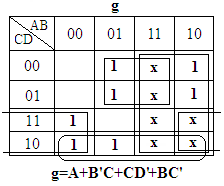 g
AB
CD 00 01 11 10
00 1 x 1
01 1 x 1
11 1 x x
10 1 1 x x
g=A+B'C+CD'+BC'